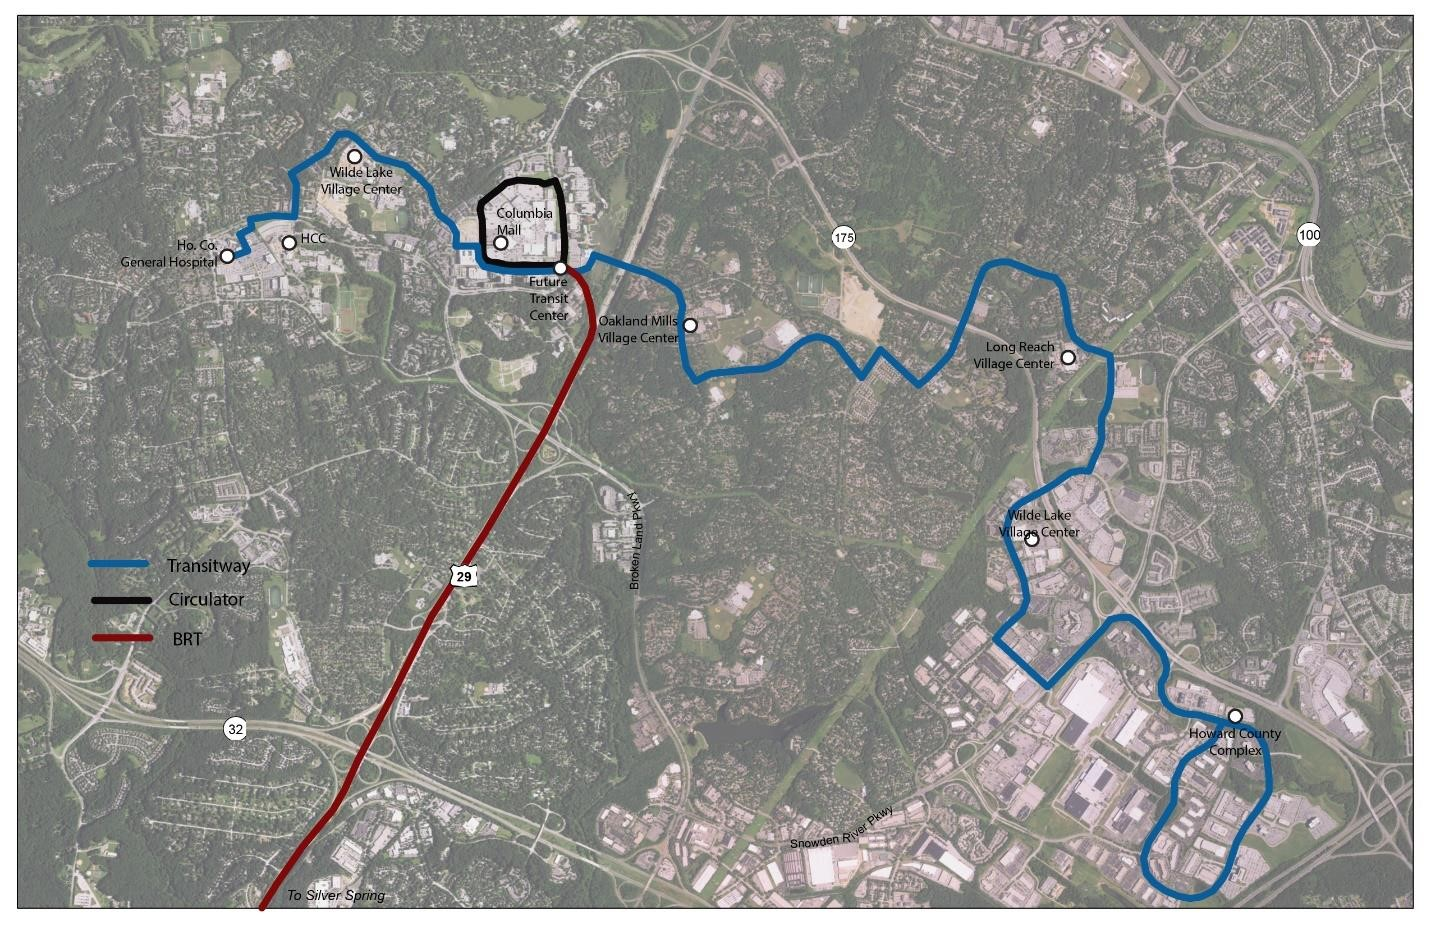 Wilde Lake
Village Center
Columbia
Mall
HCC
Ho. Co.
General Hospital
175
100
Future
Transit
Center
Oakland Mills
Village Center
Long Reach
Village Center
Broken Land Pkwy
Wilde Lake
Village Center
Transitway
29
Circulator
BRT
32
Howard County
Complex
Snowden River Pkwy
To Silver Spring